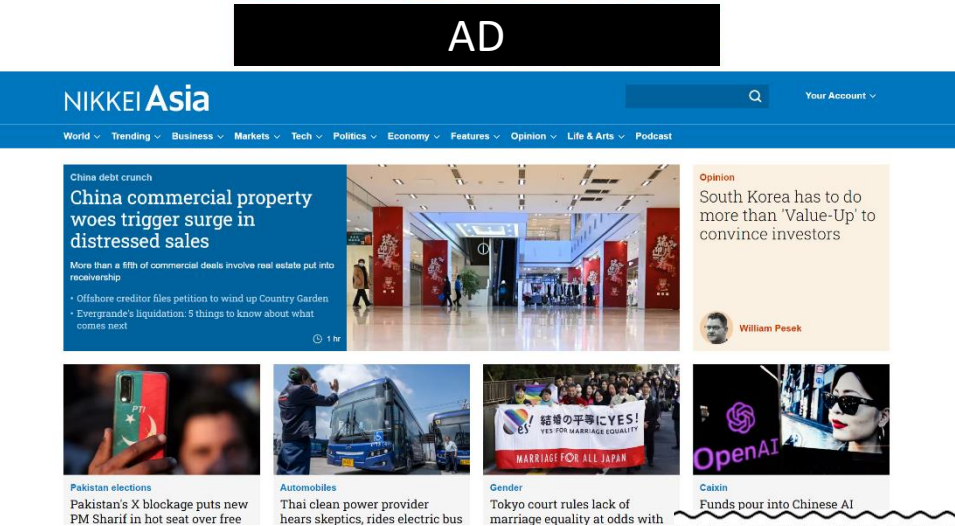 AD
NIKKEI Asia
Your Account
World Trending Business Markets Tech Politics Economy Features Opinion Life & Arts Podcast
China debt crunch
China commercial property
woes trigger surge in
distressed sales
More than a fifth of commercial deals involve real estate put into
receivership
• Offshore creditor files petition to wind up Country Garden
• Evergrande's liquidation: 5 things to know about what
comes next
1 hr
Opinion
South Korea has to do
more than 'Value-Up' to
convince investors
William Pesek
PTI
Pakistan elections
Pakistan's X blockage puts new
PM Sharif in hot seat over free
Automobiles
Thai clean power provider
hears skeptics, rides electric bus
Yes!
結婚の平等にYES!
YES FOR MARRIAGE EQUALITY
MARRIAGE FOR ALL JAPAN
Gender
Tokyo court rules lack of
marriage equality at odds with
OpenAI
Caixin
Funds pour into Chinese AI